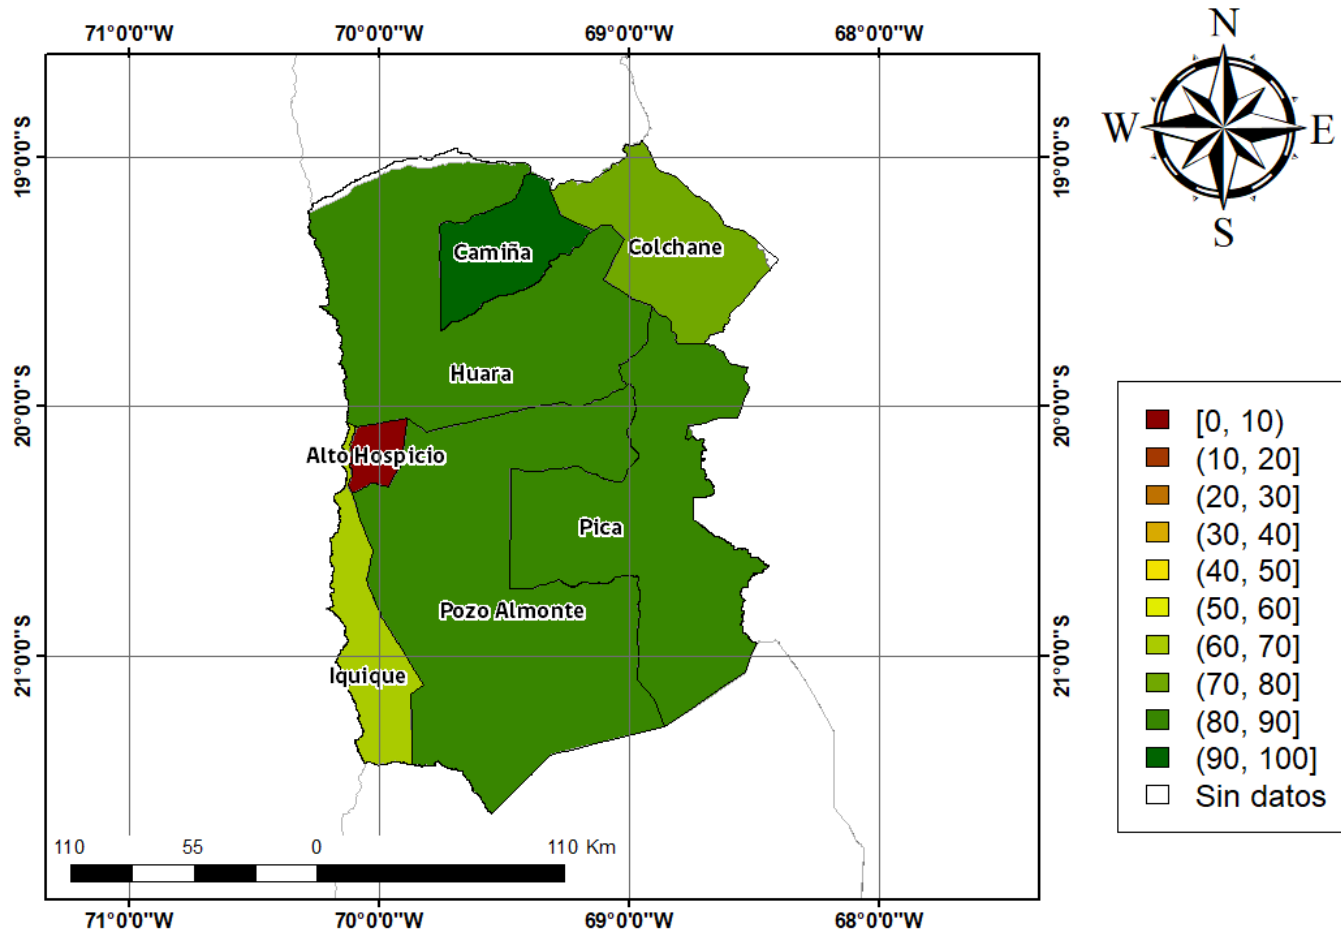 71°0'0"W 70°0'0"W 69°0'0"W 68°0'0"W
N
W E
S
19°0'0"S 19°0'0"S
Camiña Colchane
Huara
20°0'0"S 20°0'0"S
Alto Hospicio
Pica
Pozo Almonte
21°0'0"S 21°0'0"S
Iquique
[0, 10)
(10, 20]
(20, 30]
(30, 40]
(40, 50]
(50, 60]
(60, 70]
(70, 80]
(80, 90]
(90, 100]
Sin datos
110 55 0 110 Km
71°0'0"W 70°0'0"W 69°0'0"W 68°0'0"W